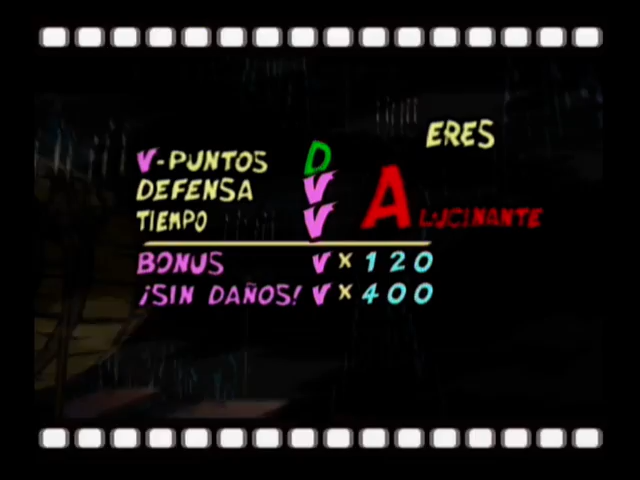 ERES
V-PUNTOS D
DEFENSA V
TIEMPO V
ALUCINANTE
BONUS V x 120
¡SIN DAÑOS! V x 400